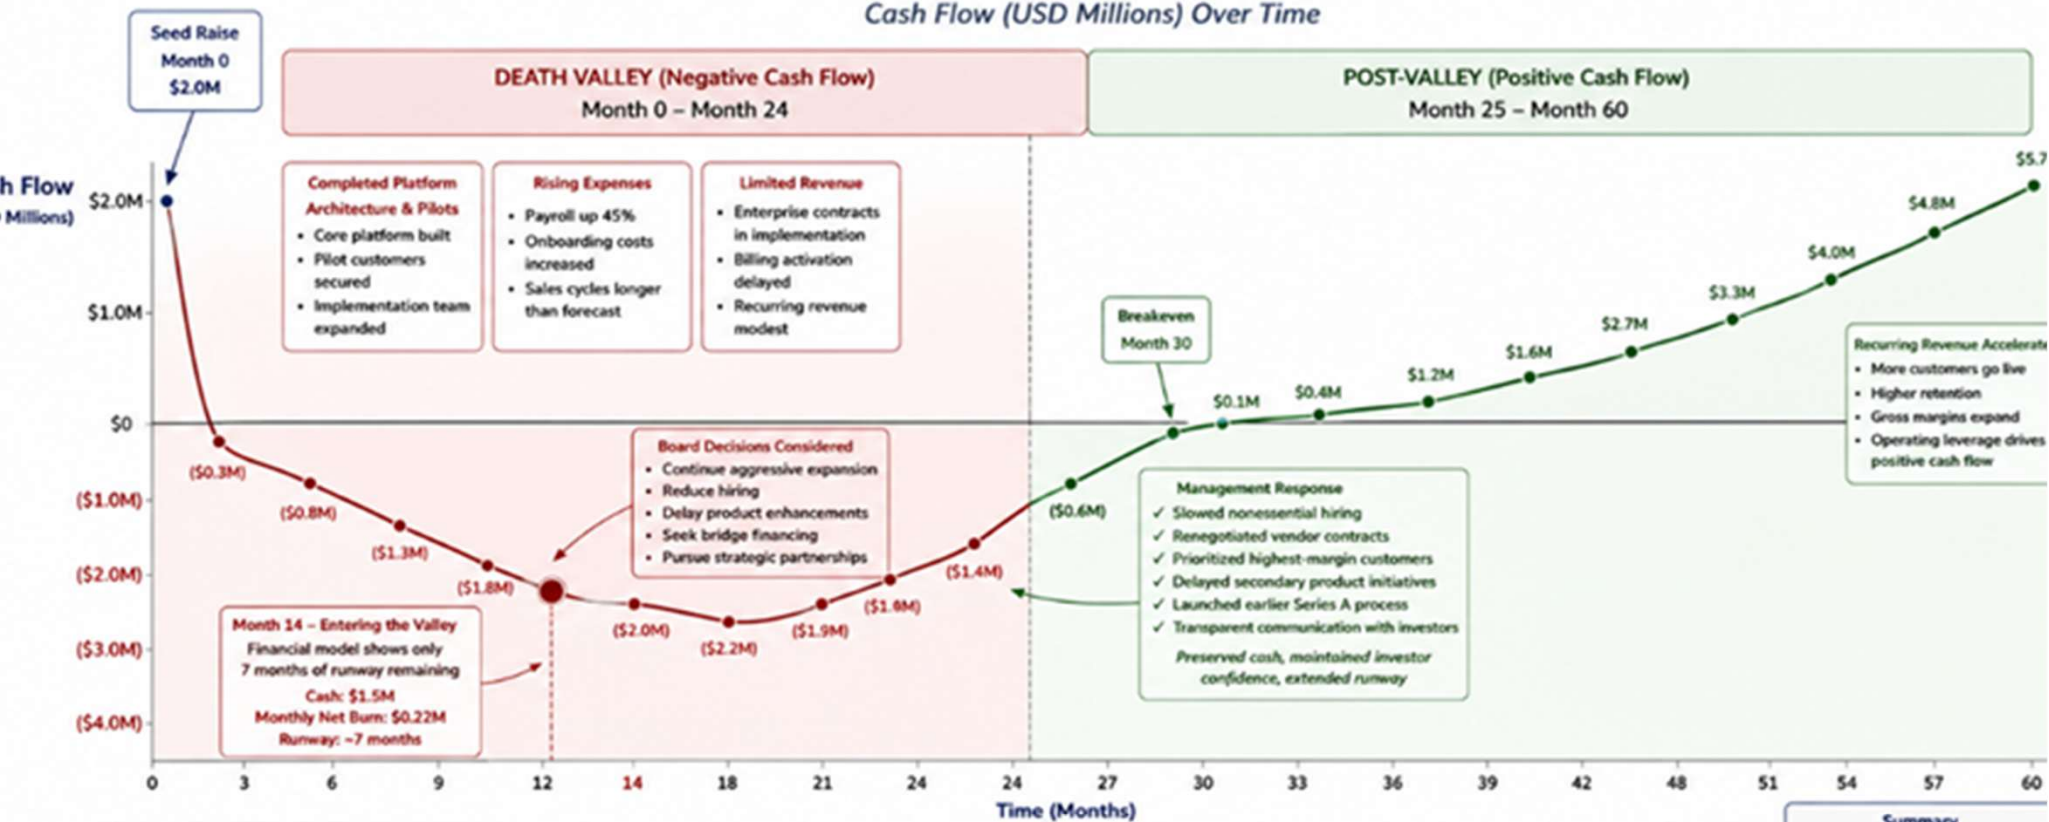 Cash Flow (USD Millions) Over Time
Seed Raise
Month 0
$2.0M
DEATH VALLEY (Negative Cash Flow)
Month 0 – Month 24
POST-VALLEY (Positive Cash Flow)
Month 25 – Month 60
h Flow
Millions)
$2.0M
$1.0M
$0
($1.0M)
($2.0M)
($3.0M)
($4.0M)
Completed Platform
Architecture & Pilots
• Core platform built
• Pilot customers
secured
• Implementation team
expanded
Rising Expenses
• Payroll up 45%
• Onboarding costs
increased
• Sales cycles longer
than forecast
Limited Revenue
• Enterprise contracts
in implementation
• Billing activation
delayed
• Recurring revenue
modest
Breakeven
Month 30
($0.3M)
($0.8M)
($1.3M)
($1.8M)
($2.0M)
($2.2M)
($1.9M)
($1.4M)
($0.6M)
$0.1M
$0.4M
$1.2M
$1.6M
$2.7M
$3.3M
$4.0M
$4.8M
$5.7
Board Decisions Considered
• Continue aggressive expansion
• Reduce hiring
• Delay product enhancements
• Seek bridge financing
• Pursue strategic partnerships
Month 14 – Entering the Valley
Financial model shows only
7 months of runway remaining
Cash: $1.5M
Monthly Net Burn: $0.22M
Runway: ~7 months
Management Response
✓ Slowed nonessential hiring
✓ Renegotiated vendor contracts
✓ Prioritized highest-margin customers
✓ Delayed secondary product initiatives
✓ Launched earlier Series A process
✓ Transparent communication with investors
Preserved cash, maintained investor
confidence, extended runway
Recurring Revenue Accelerate
• More customers go live
• Higher retention
• Gross margins expand
• Operating leverage drives
positive cash flow
0 3 6 9 12 14 18 21 24 24 27 30 33 36 39 42 48 51 54 57 60
Time (Months)
Summary